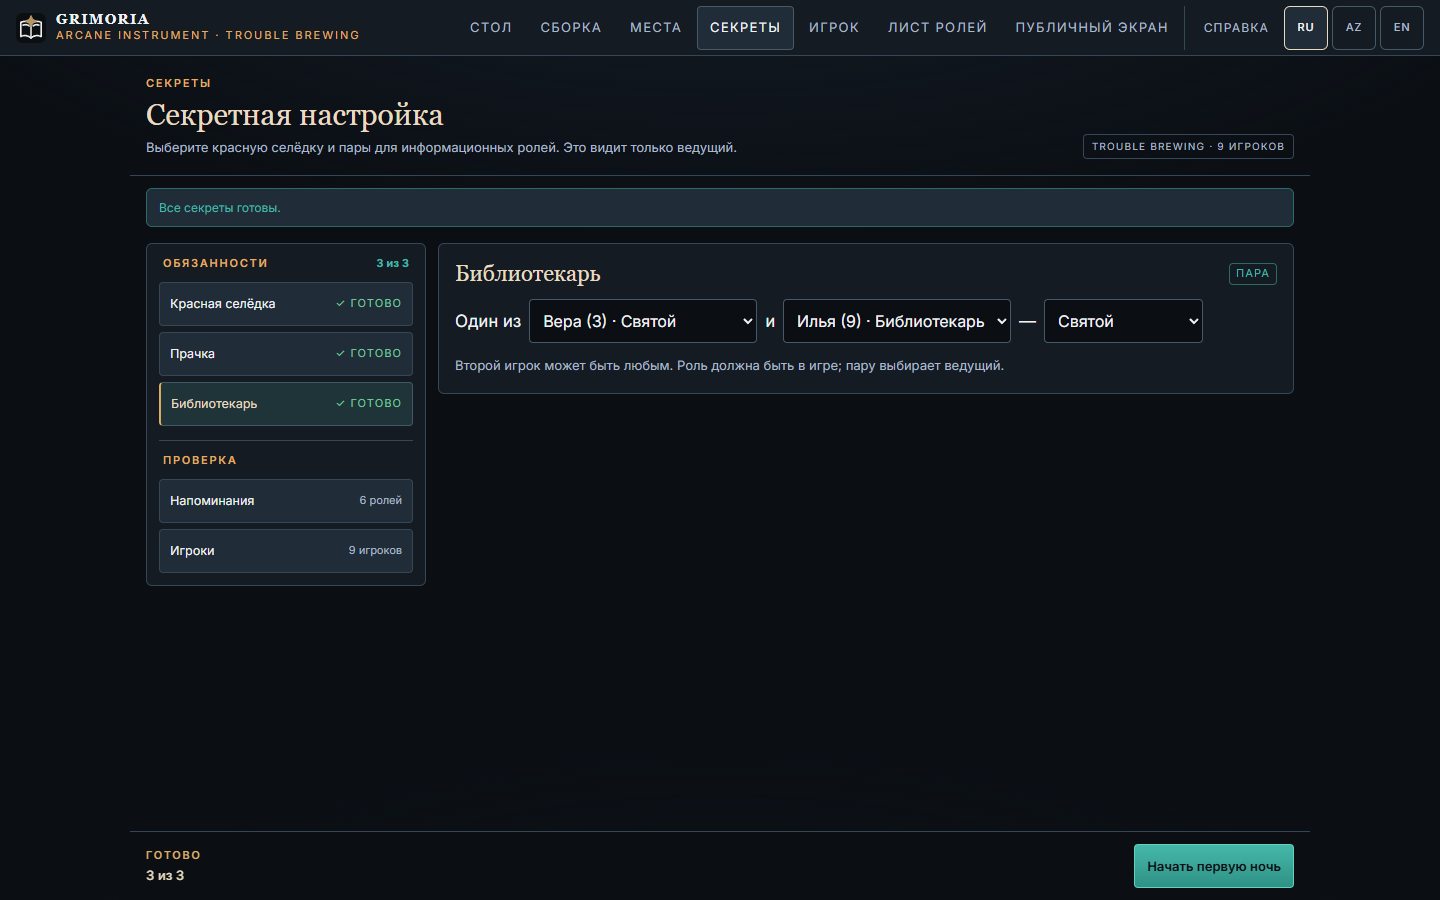 GRIMORIA
ARCANE INSTRUMENT · TROUBLE BREWING
СТОЛ СБОРКА МЕСТА СЕКРЕТЫ ИГРОК ЛИСТ РОЛЕЙ ПУБЛИЧНЫЙ ЭКРАН СПРАВКА RU AZ EN
СЕКРЕТЫ
Секретная настройка
Выберите красную селёдку и пары для информационных ролей. Это видит только ведущий.
TROUBLE BREWING · 9 ИГРОКОВ
Все секреты готовы.
ОБЯЗАННОСТИ 3 из 3
Красная селёдка ✓ ГОТОВО
Прачка ✓ ГОТОВО
Библиотекарь ✓ ГОТОВО
ПРОВЕРКА
Напоминания 6 ролей
Игроки 9 игроков
Библиотекарь ПАРА
Один из Вера (3) · Святой и Илья (9) · Библиотекарь — Святой
Второй игрок может быть любым. Роль должна быть в игре; пару выбирает ведущий.
ГОТОВО
3 из 3
Начать первую ночь